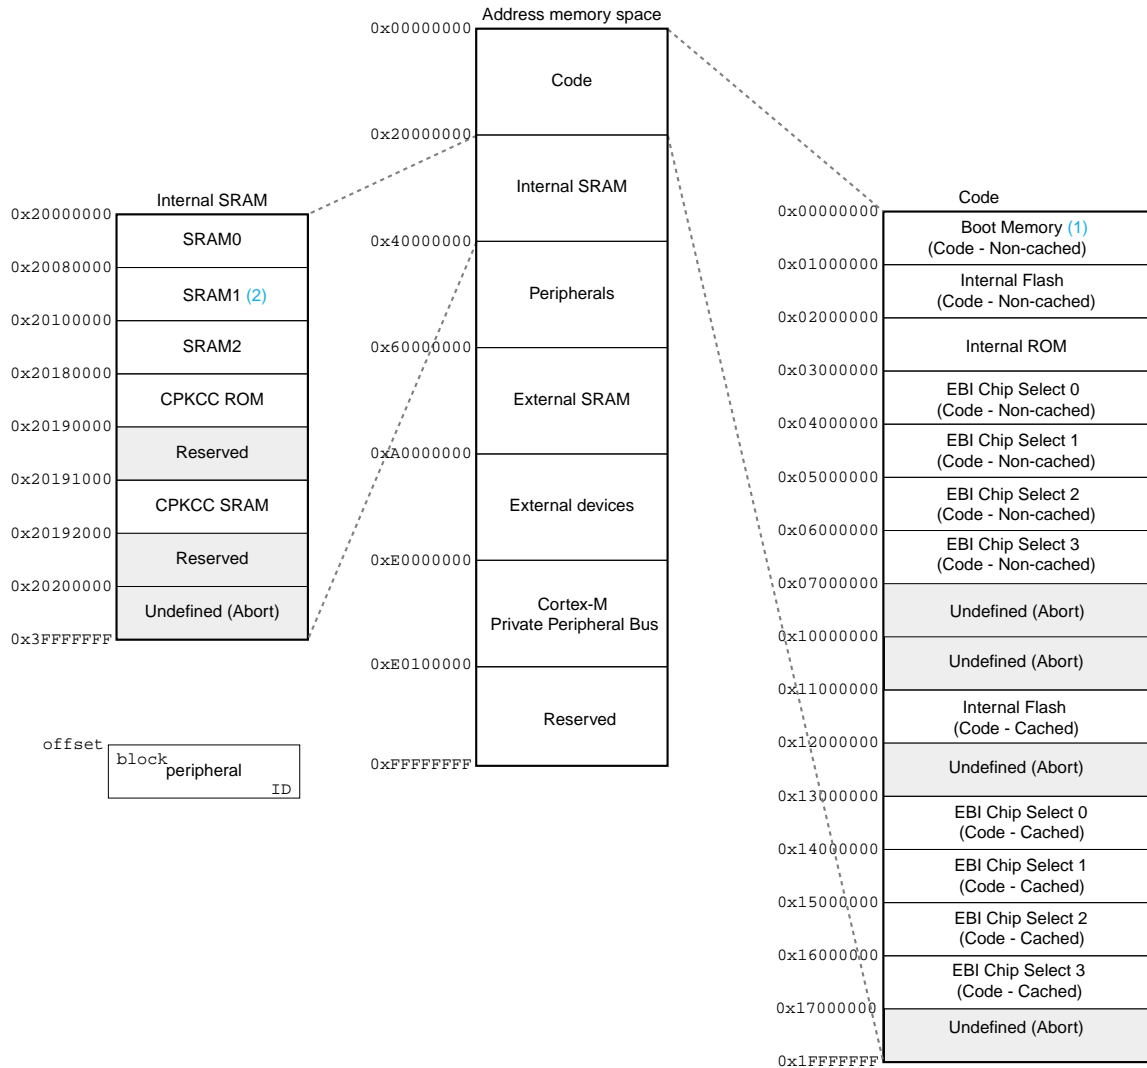 Address memory space
0x00000000
Code
0x20000000
Internal SRAM
0x40000000
Peripherals
0x60000000
External SRAM
0xA0000000
External devices
0xE0000000
Cortex-M
Private Peripheral Bus
0xE0100000
Reserved
0xFFFFFFFF
Internal SRAM
0x20000000
SRAM0
0x20080000
SRAM1 (2)
0x20100000
SRAM2
0x20180000
CPKCC ROM
0x20190000
Reserved
0x20191000
CPKCC SRAM
0x20192000
Reserved
0x20200000
Undefined (Abort)
0x3FFFFFFF
offset
block
peripheral
ID
Code
0x00000000
Boot Memory (1)
(Code - Non-cached)
0x01000000
Internal Flash
(Code - Non-cached)
0x02000000
Internal ROM
0x03000000
EBI Chip Select 0
(Code - Non-cached)
0x04000000
EBI Chip Select 1
(Code - Non-cached)
0x05000000
EBI Chip Select 2
(Code - Non-cached)
0x06000000
EBI Chip Select 3
(Code - Non-cached)
0x07000000
Undefined (Abort)
0x10000000
Undefined (Abort)
0x11000000
Internal Flash
(Code - Cached)
0x12000000
Undefined (Abort)
0x13000000
EBI Chip Select 0
(Code - Cached)
0x14000000
EBI Chip Select 1
(Code - Cached)
0x15000000
EBI Chip Select 2
(Code - Cached)
0x16000000
EBI Chip Select 3
(Code - Cached)
0x17000000
Undefined (Abort)
0x1FFFFFFF